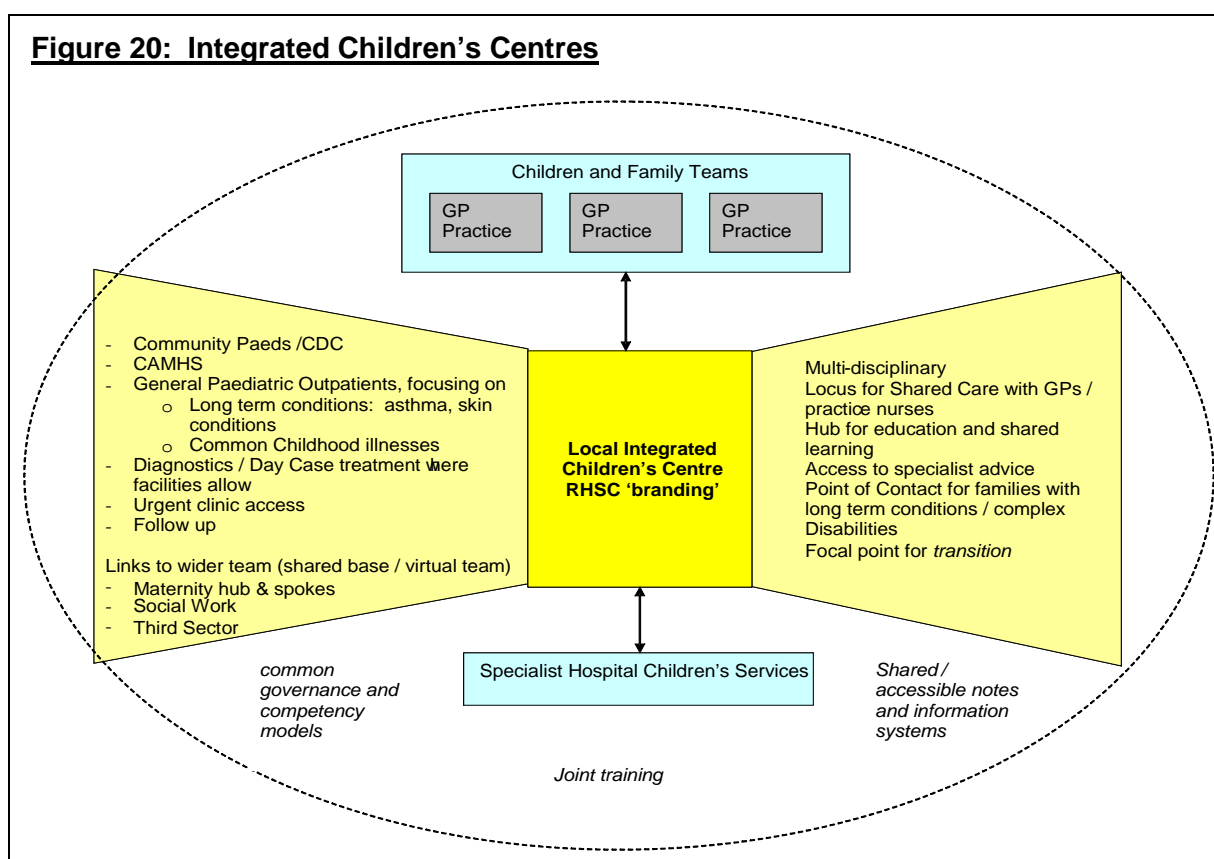 Figure 20: Integrated Children's Centres
Children and Family Teams
GP
Practice
GP
Practice
GP
Practice
- Community Paeds /CDC
- CAMHS
- General Paediatric Outpatients, focusing on
o Long term conditions: asthma, skin
conditions
o Common Childhood illnesses
- Diagnostics / Day Case treatment where
facilities allow
- Urgent clinic access
- Follow up
Links to wider team (shared base / virtual team)
- Maternity hub & spokes
- Social Work
- Third Sector
Local Integrated
Children's Centre
RHSC 'branding'
Multi-disciplinary
Locus for Shared Care with GPs /
practice nurses
Hub for education and shared
learning
Access to specialist advice
Point of Contact for families with
long term conditions / complex
Disabilities
Focal point for transition
Specialist Hospital Children's Services
common
governance and
competency
models
Shared /
accessible notes
and information
systems
Joint training